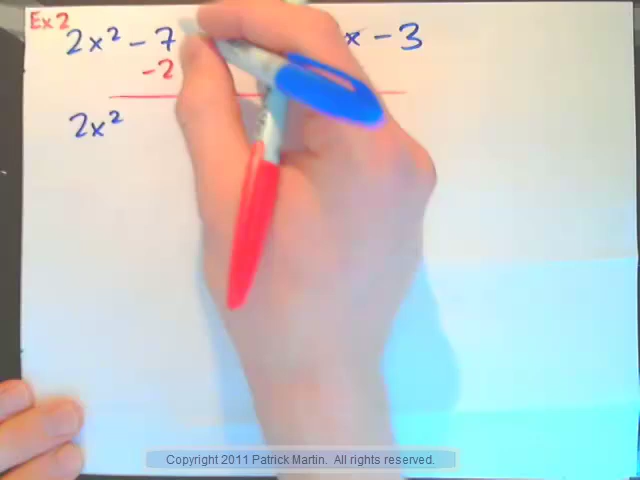 Ex 2
2x² - 7 x - 3
-2
2x²
Copyright 2011 Patrick Martin. All rights reserved.